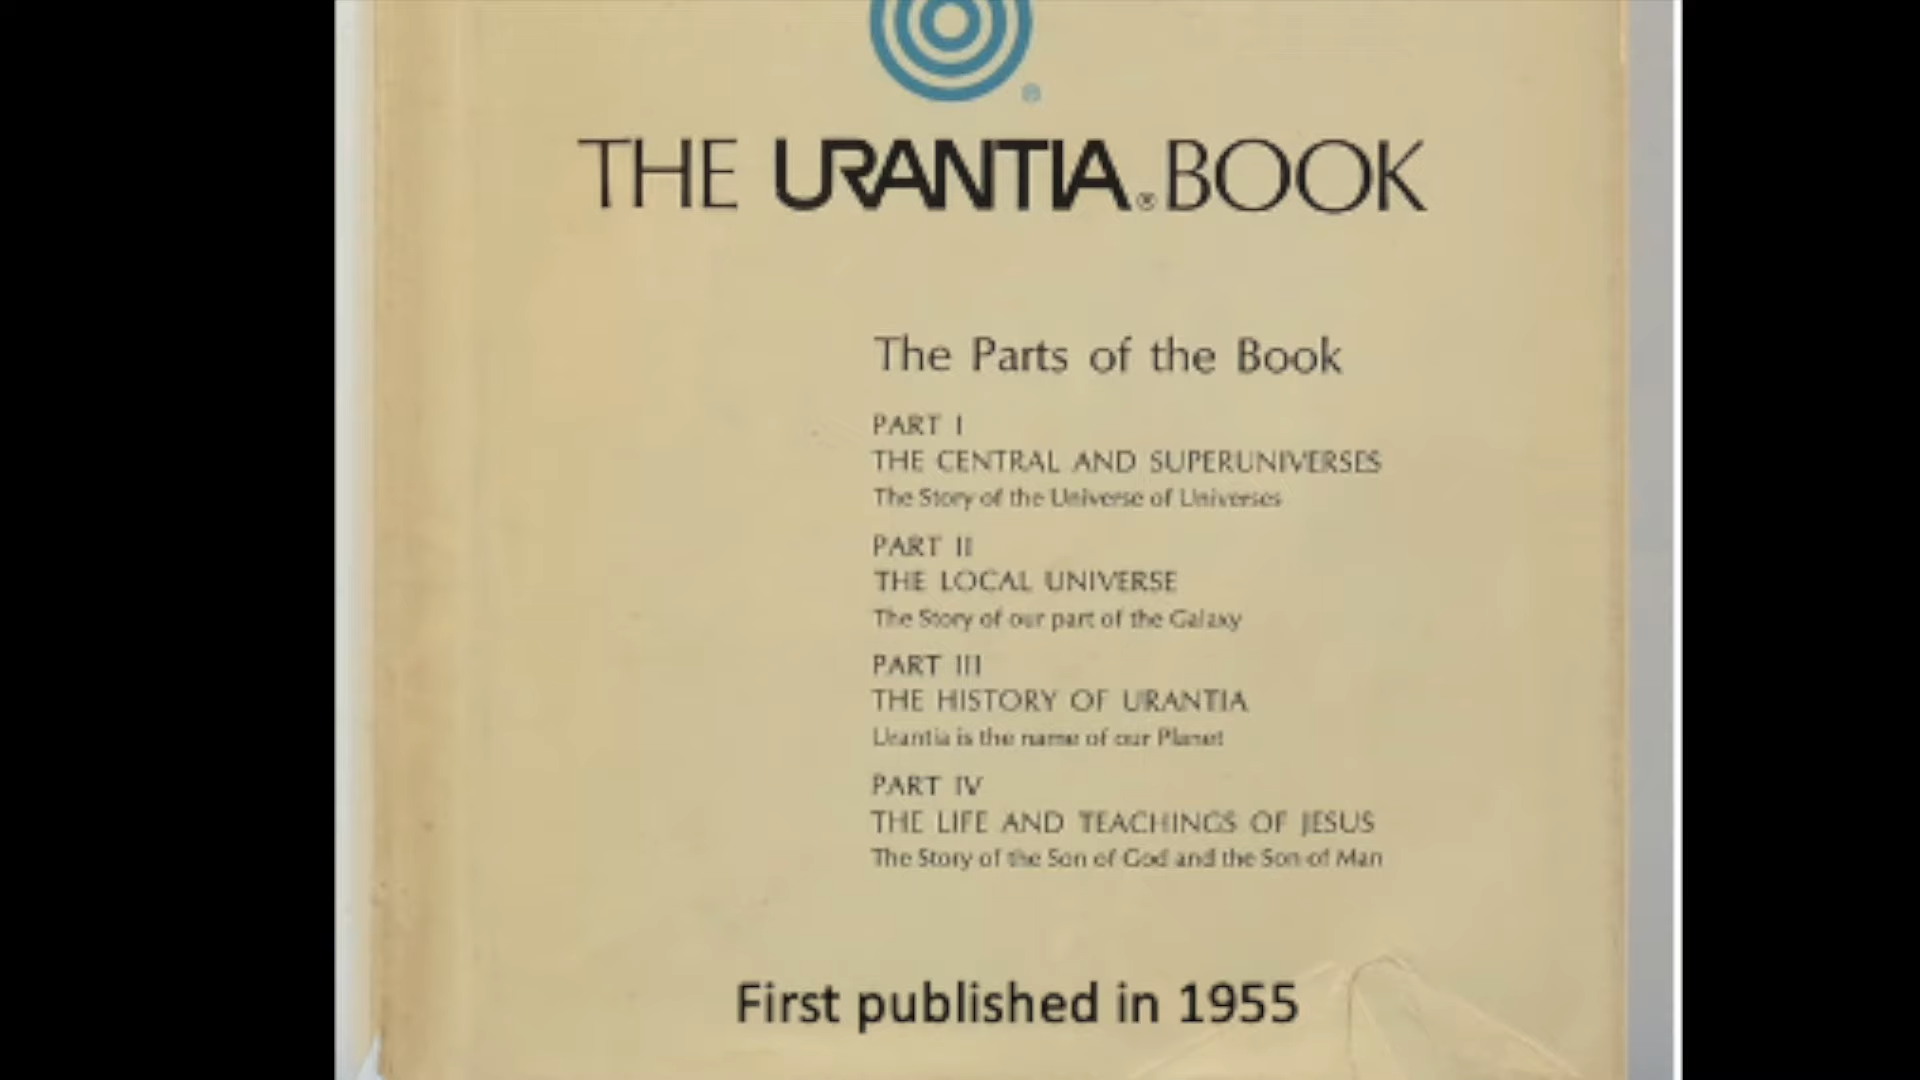 ®
THE URANTIA® BOOK
The Parts of the Book
PART I
THE CENTRAL AND SUPERUNIVERSES
The Story of the Universe of Universes
PART II
THE LOCAL UNIVERSE
The Story of our part of the Galaxy
PART III
THE HISTORY OF URANTIA
Urantia is the name of our Planet
PART IV
THE LIFE AND TEACHINGS OF JESUS
The Story of the Son of God and the Son of Man
First published in 1955